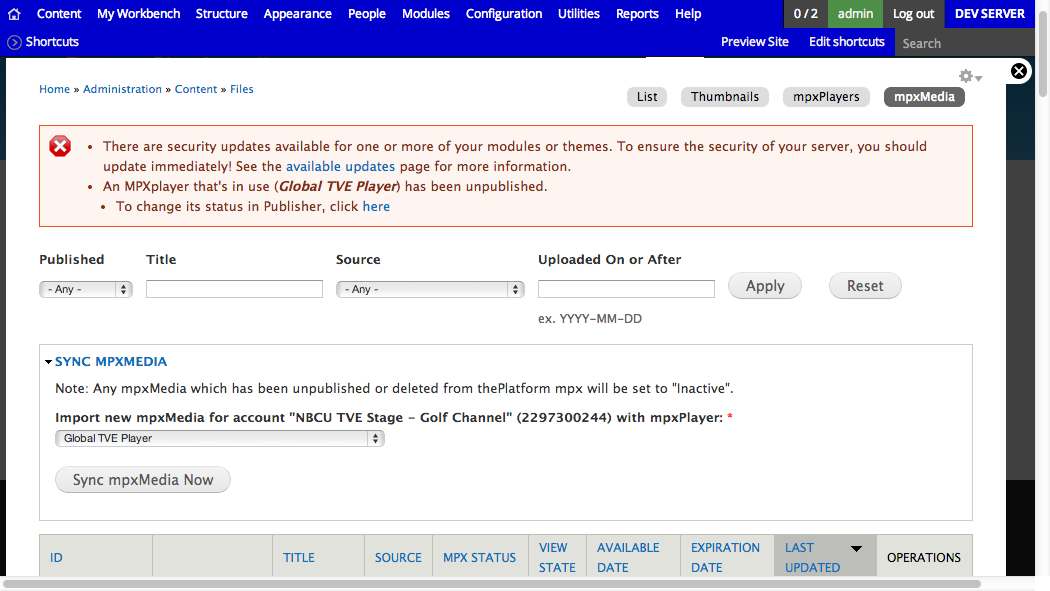 Content My Workbench Structure Appearance People Modules Configuration Utilities Reports Help 0 / 2 admin Log out DEV SERVER
Shortcuts Preview Site Edit shortcuts Search
Home » Administration » Content » Files
List Thumbnails mpxPlayers mpxMedia
There are security updates available for one or more of your modules or themes. To ensure the security of your server, you should
update immediately! See the available updates page for more information.
An MPXplayer that's in use (Global TVE Player) has been unpublished.
To change its status in Publisher, click here
Published Title Source Uploaded On or After
- Any - - Any - Apply Reset
ex. YYYY-MM-DD
SYNC MPXMEDIA
Note: Any mpxMedia which has been unpublished or deleted from thePlatform mpx will be set to "Inactive".
Import new mpxMedia for account "NBCU TVE Stage - Golf Channel" (2297300244) with mpxPlayer: *
Global TVE Player
Sync mpxMedia Now
ID TITLE SOURCE MPX STATUS VIEW STATE AVAILABLE DATE EXPIRATION DATE LAST UPDATED OPERATIONS